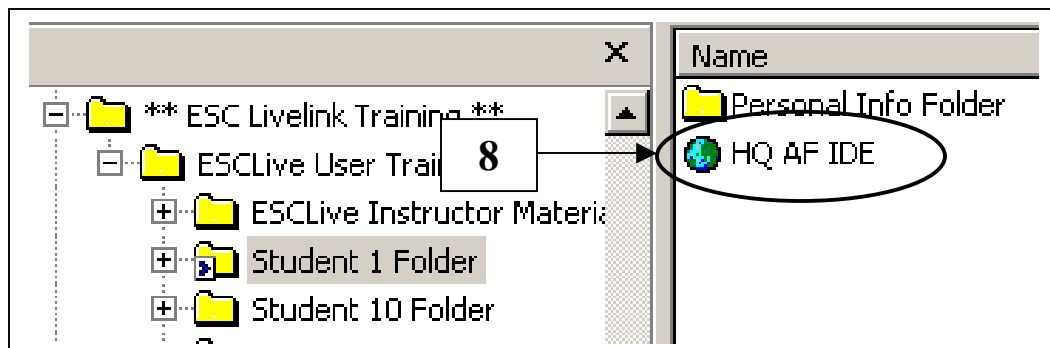 ** ESC Livelink Training **
ESCLive User Trai
ESCLive Instructor Materia
Student 1 Folder
Student 10 Folder
8
Name
Personal Info Folder
HQ AF IDE